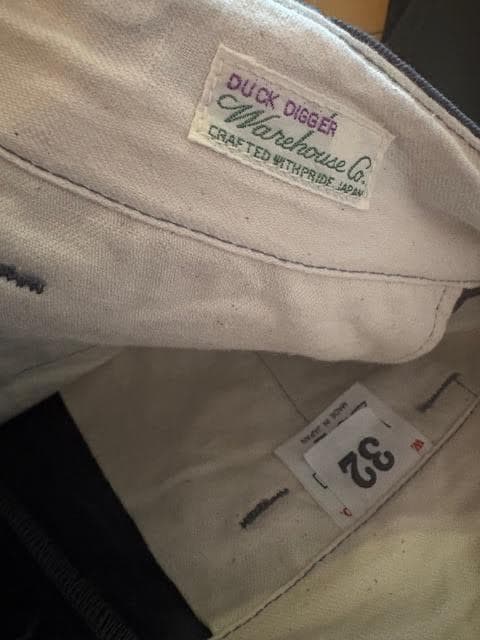 DUCK DIGGER
Warehouse Co.
CRAFTED WITH PRIDE JAPAN
MADE IN JAPAN
W
32